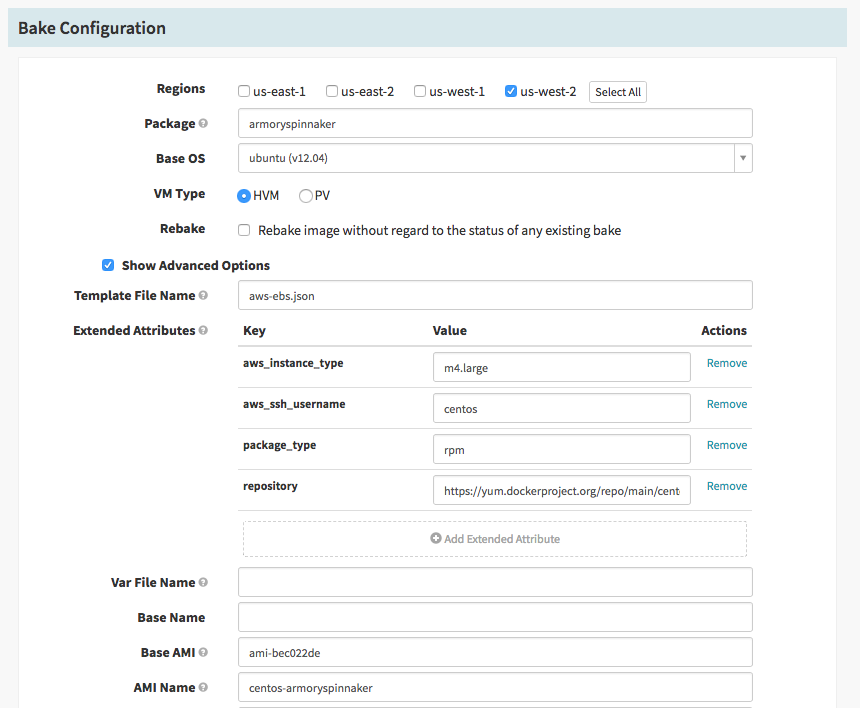 Bake Configuration
Regions us-east-1 us-east-2 us-west-1 us-west-2 Select All
Package armoryspinnaker
Base OS ubuntu (v12.04)
VM Type HVM PV
Rebake Rebake image without regard to the status of any existing bake
Show Advanced Options
Template File Name aws-ebs.json
Extended Attributes Key Value Actions
aws_instance_type m4.large Remove
aws_ssh_username centos Remove
package_type rpm Remove
repository https://yum.dockerproject.org/repo/main/cent Remove
Add Extended Attribute
Var File Name
Base Name
Base AMI ami-bec022de
AMI Name centos-armoryspinnaker